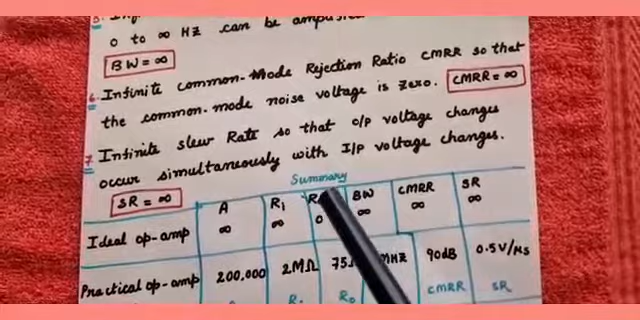 0 to ∞ HZ can be
BW = ∞
6. Infinite common-Mode Rejection Ratio CMRR so that
the common-mode noise voltage is Zero. CMRR = ∞
7. Infinite slew Rate so that O/P voltage changes
occur simultaneously with I/P voltage changes.
SR = ∞
Summary
A Ri BW CMRR SR
Ideal op-amp ∞ ∞ 0 ∞ ∞ ∞
Practical op-amp 200,000 2MΩ 75Ω MHZ 90dB 0.5V/μs
Ro CMRR SR